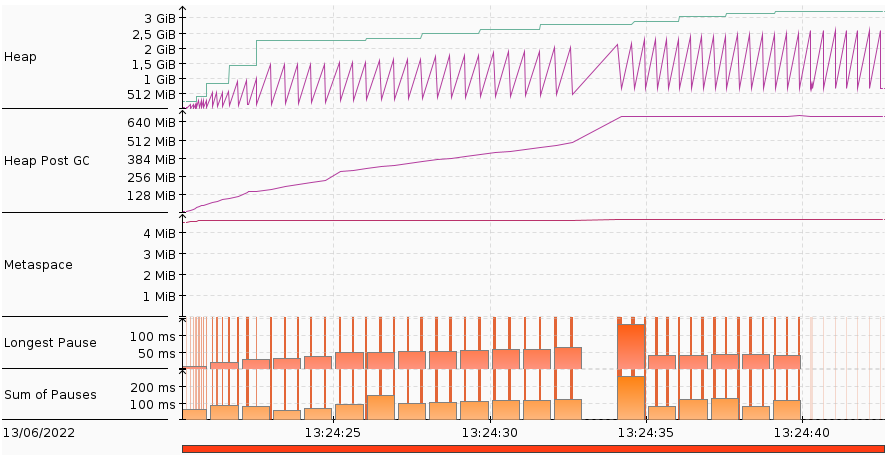 Heap
3 GiB
2,5 GiB
2 GiB
1,5 GiB
1 GiB
512 MiB
Heap Post GC
640 MiB
512 MiB
384 MiB
256 MiB
128 MiB
Metaspace
4 MiB
3 MiB
2 MiB
1 MiB
Longest Pause
100 ms
50 ms
Sum of Pauses
200 ms
100 ms
13/06/2022 13:24:25 13:24:30 13:24:35 13:24:40